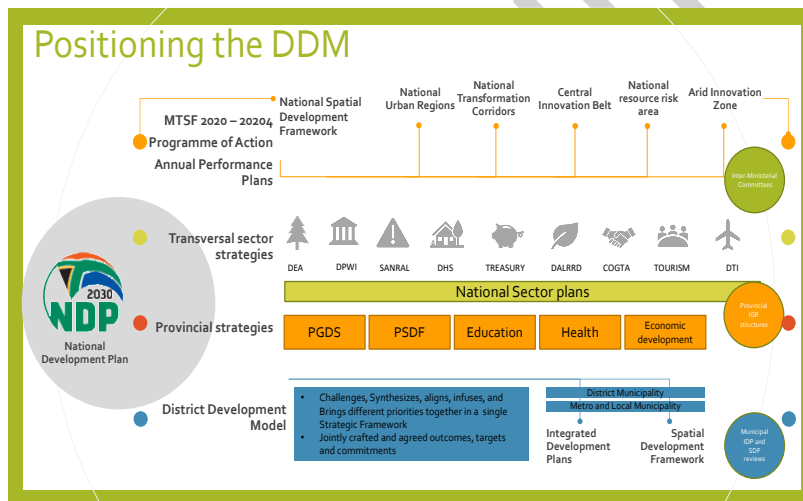 Positioning the DDM
MTSF 2020 – 20204
Programme of Action
Annual Performance
Plans
National Spatial
Development
Framework
National
Urban Regions
National
Transformation
Corridors
Central
Innovation Belt
National
resource risk
area
Arid Innovation
Zone
Inter-Ministerial
Committees
Transversal sector
strategies
DEA
DPWI
SANRAL
DHS
TREASURY
DALRRD
COGTA
TOURISM
DTI
National Sector plans
2030
NDP
National
Development Plan
Provincial strategies
PGDS
PSDF
Education
Health
Economic
development
Provincial
IGR
structures
District Development
Model
• Challenges, Synthesizes, aligns, infuses, and
Brings different priorities together in a single
Strategic Framework
• Jointly crafted and agreed outcomes, targets
and commitments
District Municipality
Metro and Local Municipality
Integrated
Development
Plans
Spatial
Development
Framework
Municipal
IDP and
SDF
reviews